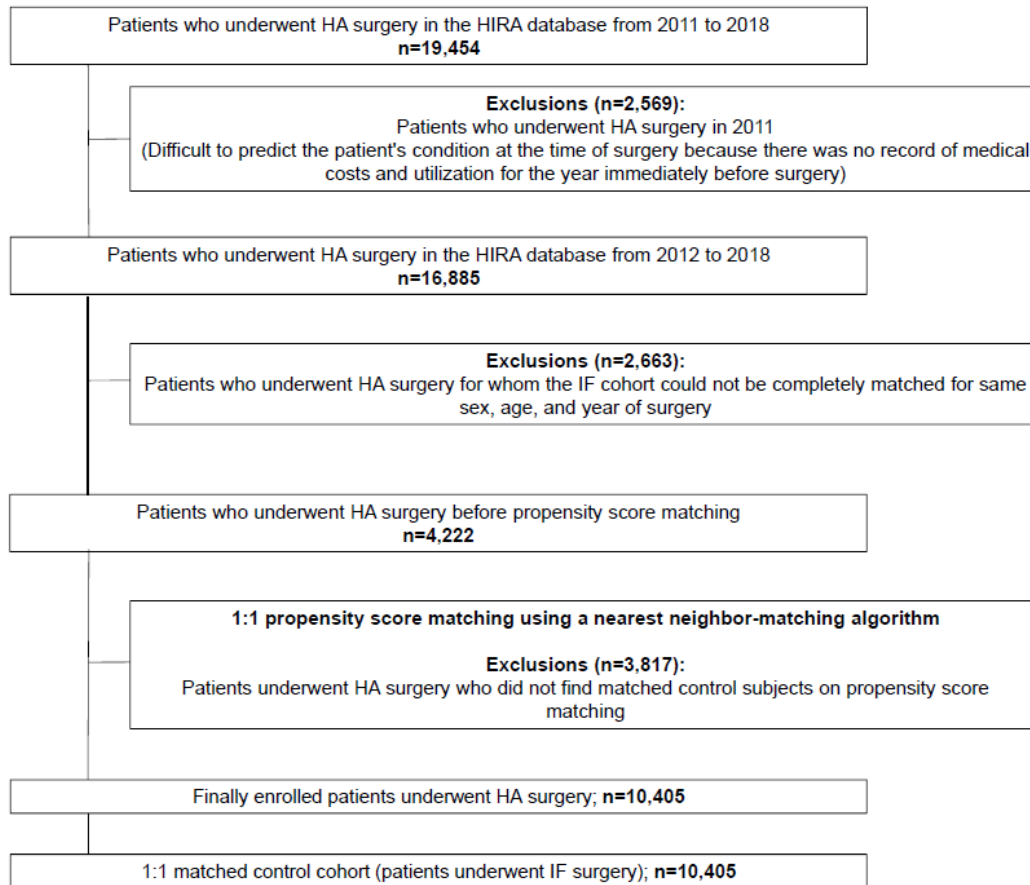 Patients who underwent HA surgery in the HIRA database from 2011 to 2018
n=19,454
Exclusions (n=2,569):
Patients who underwent HA surgery in 2011
(Difficult to predict the patient's condition at the time of surgery because there was no record of medical
costs and utilization for the year immediately before surgery)
Patients who underwent HA surgery in the HIRA database from 2012 to 2018
n=16,885
Exclusions (n=2,663):
Patients who underwent HA surgery for whom the IF cohort could not be completely matched for same
sex, age, and year of surgery
Patients who underwent HA surgery before propensity score matching
n=4,222
1:1 propensity score matching using a nearest neighbor-matching algorithm
Exclusions (n=3,817):
Patients underwent HA surgery who did not find matched control subjects on propensity score
matching
Finally enrolled patients underwent HA surgery; n=10,405
1:1 matched control cohort (patients underwent IF surgery); n=10,405